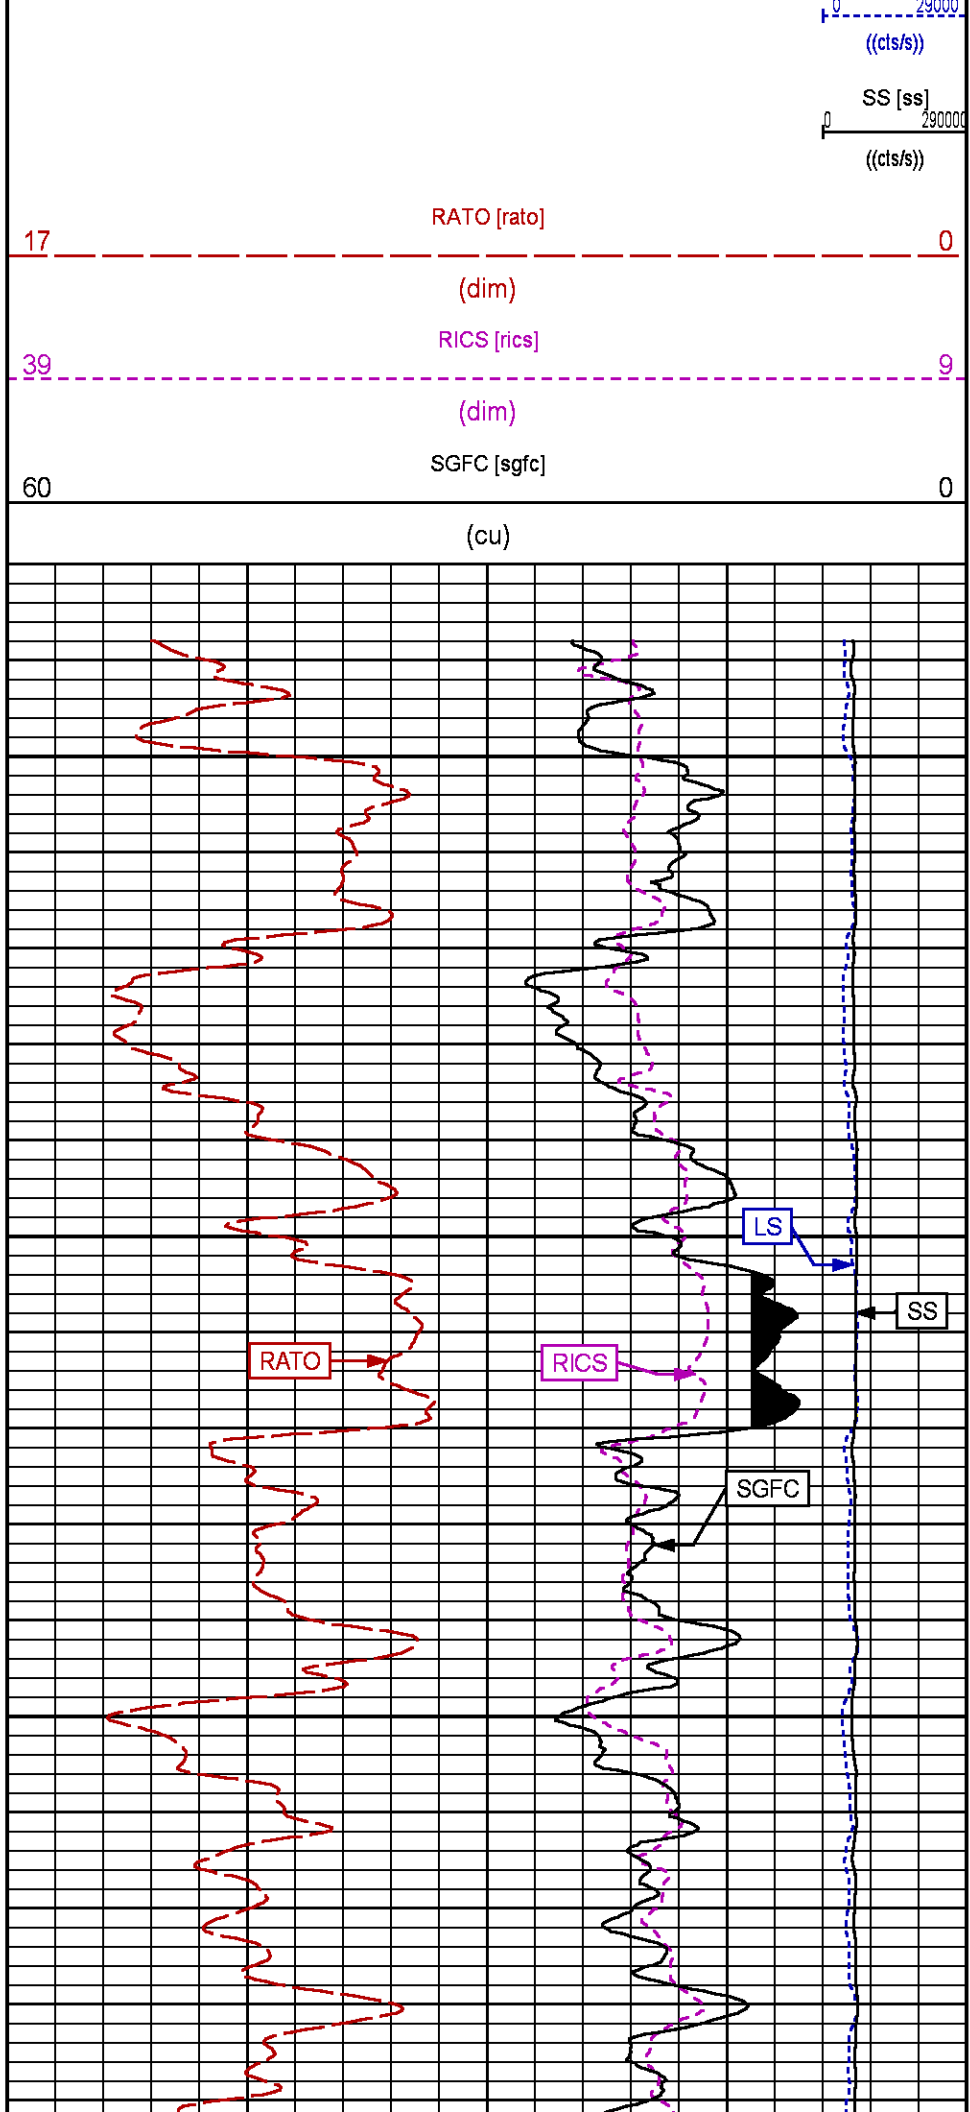 0 29000
((cts/s))
SS [ss]
0 290000
((cts/s))
RATO [rato]
17 0
(dim)
RICS [rics]
39 9
(dim)
SGFC [sgfc]
60 0
(cu)
LS
SS
RATO
RICS
SGFC